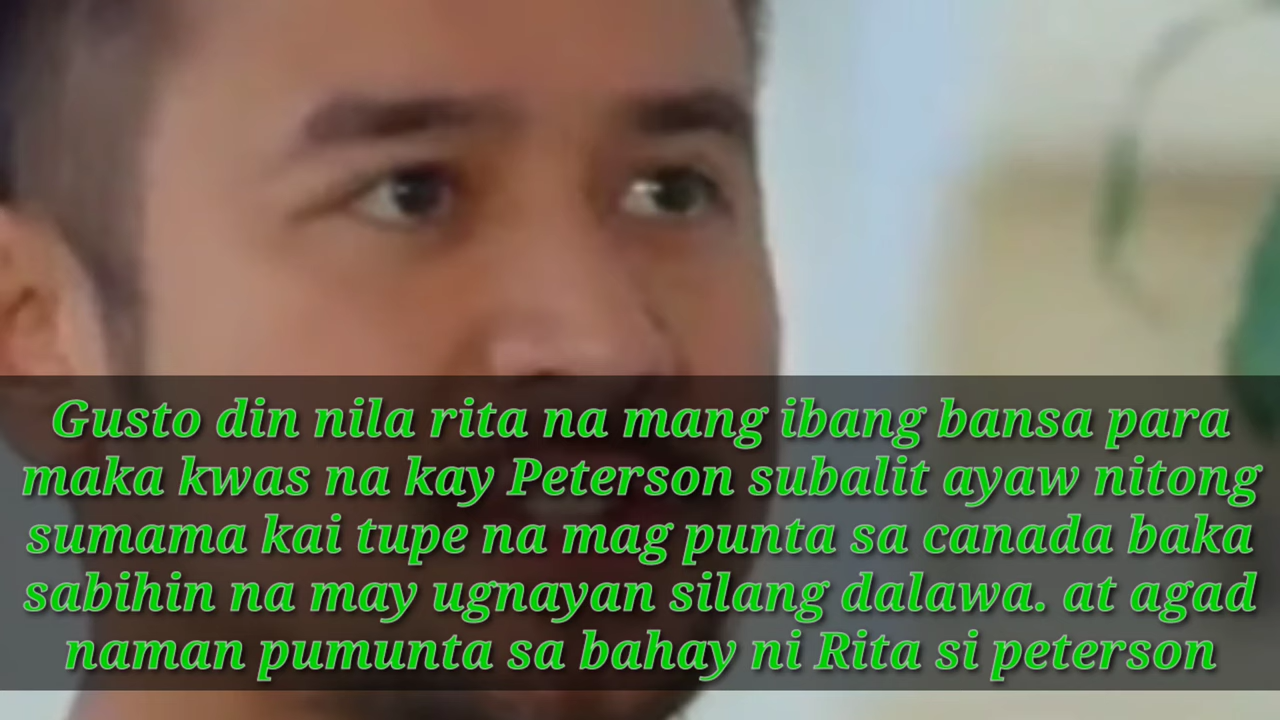 Gusto din nila rita na mang ibang bansa para
maka kwas na kay Peterson subalit ayaw nitong
sumama kai tupe na mag punta sa canada baka
sabihin na may ugnayan silang dalawa. at agad
naman pumunta sa bahay ni Rita si peterson